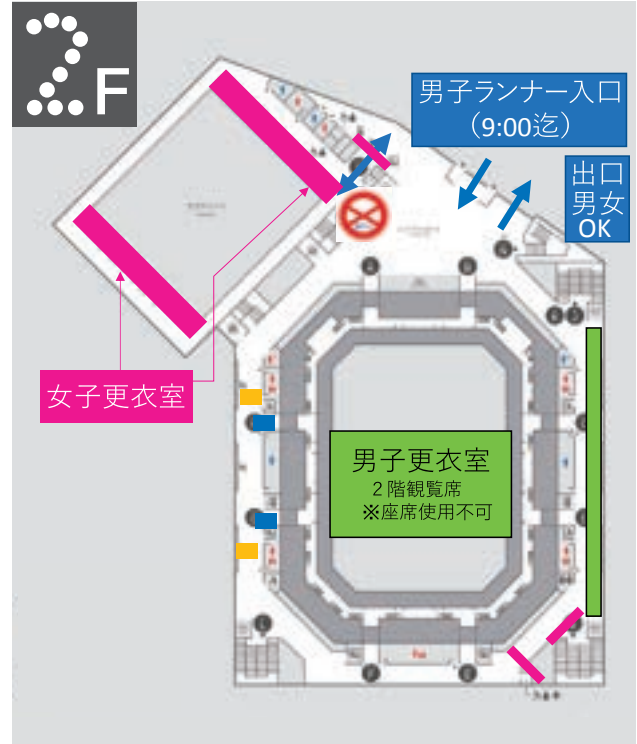 2F
男子ランナー入口
（9:00迄）
出口
男女
OK
女子更衣室
男子更衣室
２階観覧席
※座席使用不可